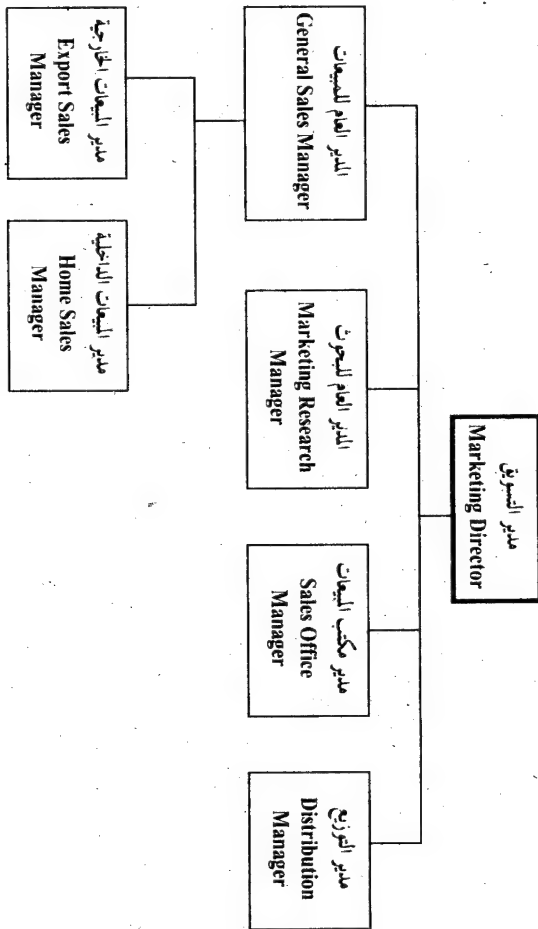 مدير التسويق
Marketing Director
المدير العام للمبيعات
General Sales Manager
المدير العام للبحوث
Marketing Research
Manager
مدير مكتب المبيعات
Sales Office
Manager
مدير التوزيع
Distribution
Manager
مدير المبيعات الخارجية
Export Sales
Manager
مدير المبيعات الداخلية
Home Sales
Manager